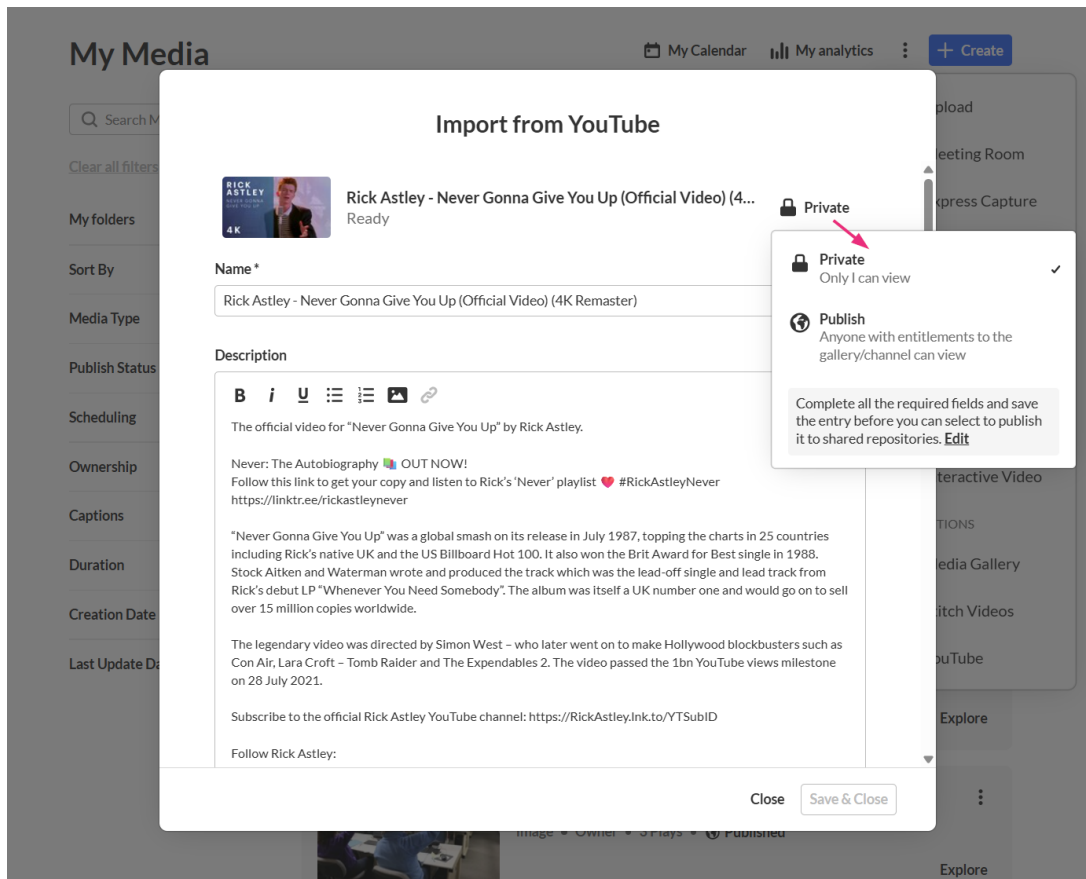 My Media
My Calendar
My analytics
Create
Search M
Clear all filters
My folders
Sort By
Media Type
Publish Status
Scheduling
Ownership
Captions
Duration
Creation Date
Last Update Da
pload
eeting Room
xpress Capture
teractive Video
TIONS
edia Gallery
titch Videos
ouTube
Explore
Import from YouTube
RICK
ASTLEY
NEVER GONNA
GIVE YOU UP
4K
Rick Astley - Never Gonna Give You Up (Official Video) (4...
Ready
Private
Private
Only I can view
Publish
Anyone with entitlements to the
gallery/channel can view
Complete all the required fields and save
the entry before you can select to publish
it to shared repositories. Edit
Name *
Rick Astley - Never Gonna Give You Up (Official Video) (4K Remaster)
Description
B i U
The official video for “Never Gonna Give You Up” by Rick Astley.
Never: The Autobiography 📚 OUT NOW!
Follow this link to get your copy and listen to Rick’s ‘Never’ playlist ❤️ #RickAstleyNever
https://linktr.ee/rickastleynever
“Never Gonna Give You Up” was a global smash on its release in July 1987, topping the charts in 25 countries
including Rick’s native UK and the US Billboard Hot 100. It also won the Brit Award for Best single in 1988.
Stock Aitken and Waterman wrote and produced the track which was the lead-off single and lead track from
Rick’s debut LP “Whenever You Need Somebody”. The album was itself a UK number one and would go on to sell
over 15 million copies worldwide.
The legendary video was directed by Simon West – who later went on to make Hollywood blockbusters such as
Con Air, Lara Croft – Tomb Raider and The Expendables 2. The video passed the 1bn YouTube views milestone
on 28 July 2021.
Subscribe to the official Rick Astley YouTube channel: https://RickAstley.lnk.to/YTSubID
Follow Rick Astley:
Close
Save & Close
Image • Owner • 3 Plays • Published
Explore